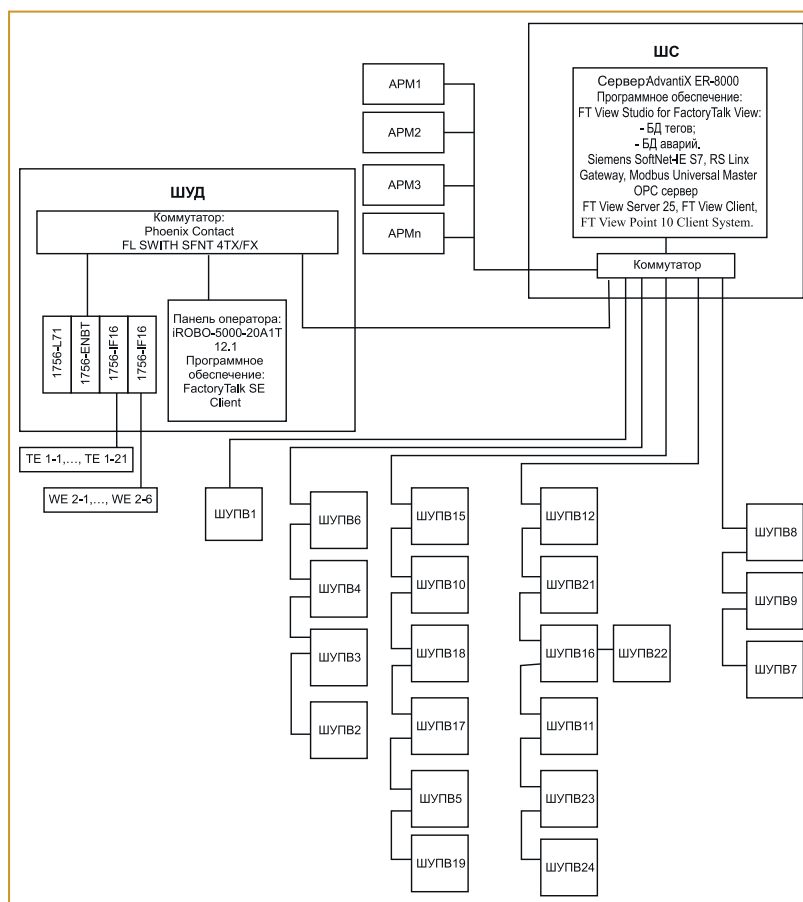 ШС
Сервер:AdvantiX ER-8000
Программное обеспечение:
FT View Studio for FactoryTalk View:
- БД тегов;
- БД аварий.
Siemens SoftNet-IE S7, RS Linx
Gateway, Modbus Universal Master
OPC сервер
FT View Server 25, FT View Client,
FT View Point 10 Client System.
Коммутатор
АРМ1
АРМ2
АРМ3
АРМn
ШУД
Коммутатор:
Phoenix Contact
FL SWITH SFNT 4TX/FX
1756-L71
1756-ENBT
1756-IF16
1756-IF16
Панель оператора:
iROBO-5000-20A1T
12.1
Программное
обеспечение:
FactoryTalk SE
Client
TE 1-1,..., TE 1-21
WE 2-1,..., WE 2-6
ШУПВ1
ШУПВ6
ШУПВ4
ШУПВ3
ШУПВ2
ШУПВ15
ШУПВ10
ШУПВ18
ШУПВ17
ШУПВ5
ШУПВ19
ШУПВ12
ШУПВ21
ШУПВ16
ШУПВ22
ШУПВ11
ШУПВ23
ШУПВ24
ШУПВ8
ШУПВ9
ШУПВ7